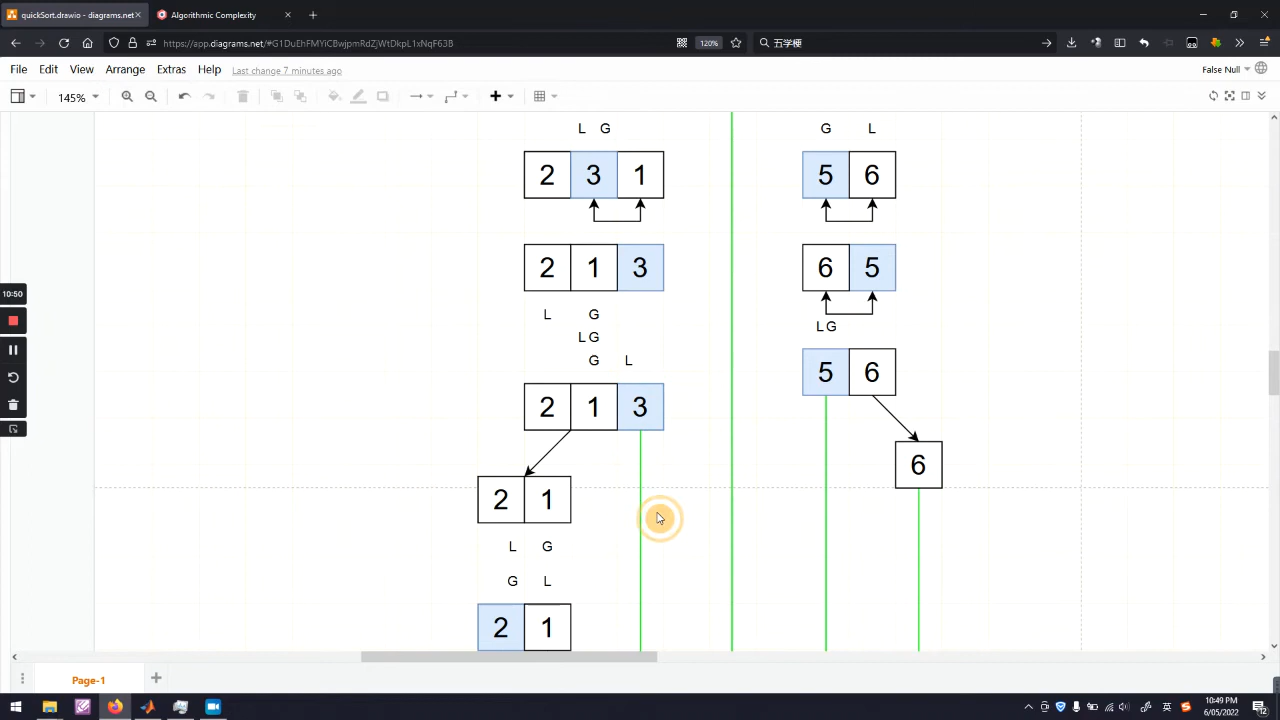 quickSort.drawio - diagrams.net
Algorithmic Complexity
https://app.diagrams.net/#G1DuEhFMYiCBwjpmRdZjWtDkpL1xNqF63B
120%
五学梗
File Edit View Arrange Extras Help Last change 7 minutes ago
False Null
145%
L G
G L
2 3 1
5 6
2 1 3
6 5
10:50
L G
LG
LG
G L
5 6
2 1 3
6
2 1
L G
G L
2 1
Page-1
英
10:49 PM
6/05/2022
12